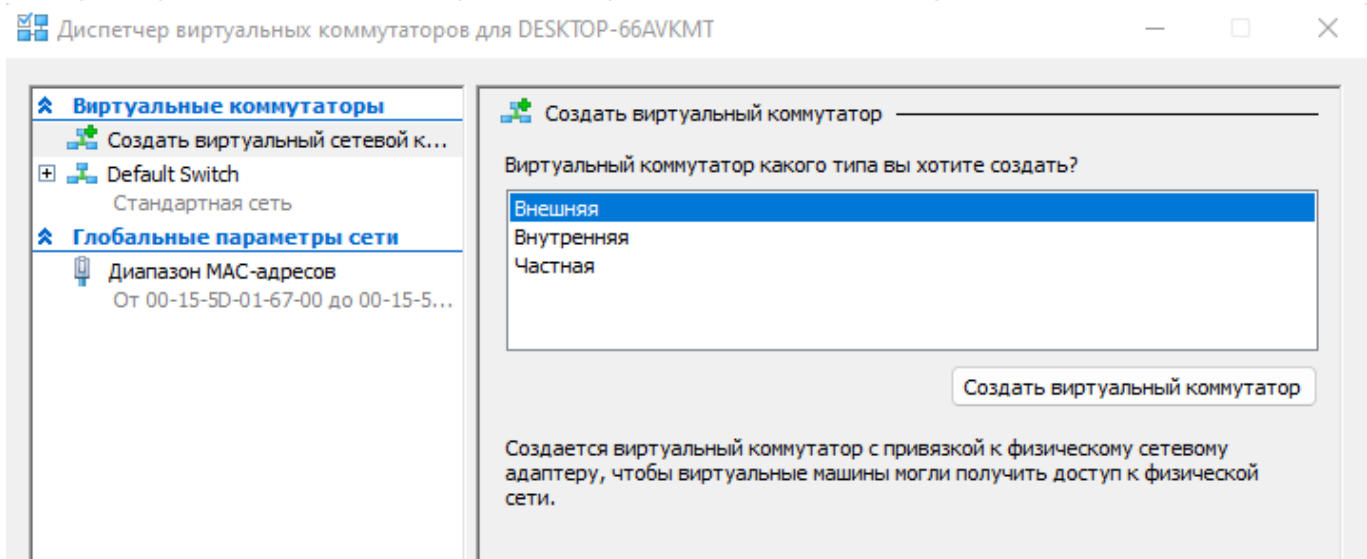 Диспетчер виртуальных коммутаторов для DESKTOP-66AVKMT
Виртуальные коммутаторы
Создать виртуальный сетевой к...
Default Switch
Стандартная сеть
Глобальные параметры сети
Диапазон MAC-адресов
От 00-15-5D-01-67-00 до 00-15-5...
Создать виртуальный коммутатор
Виртуальный коммутатор какого типа вы хотите создать?
Внешняя
Внутренняя
Частная
Создать виртуальный коммутатор
Создается виртуальный коммутатор с привязкой к физическому сетевому
адаптеру, чтобы виртуальные машины могли получить доступ к физической
сети.